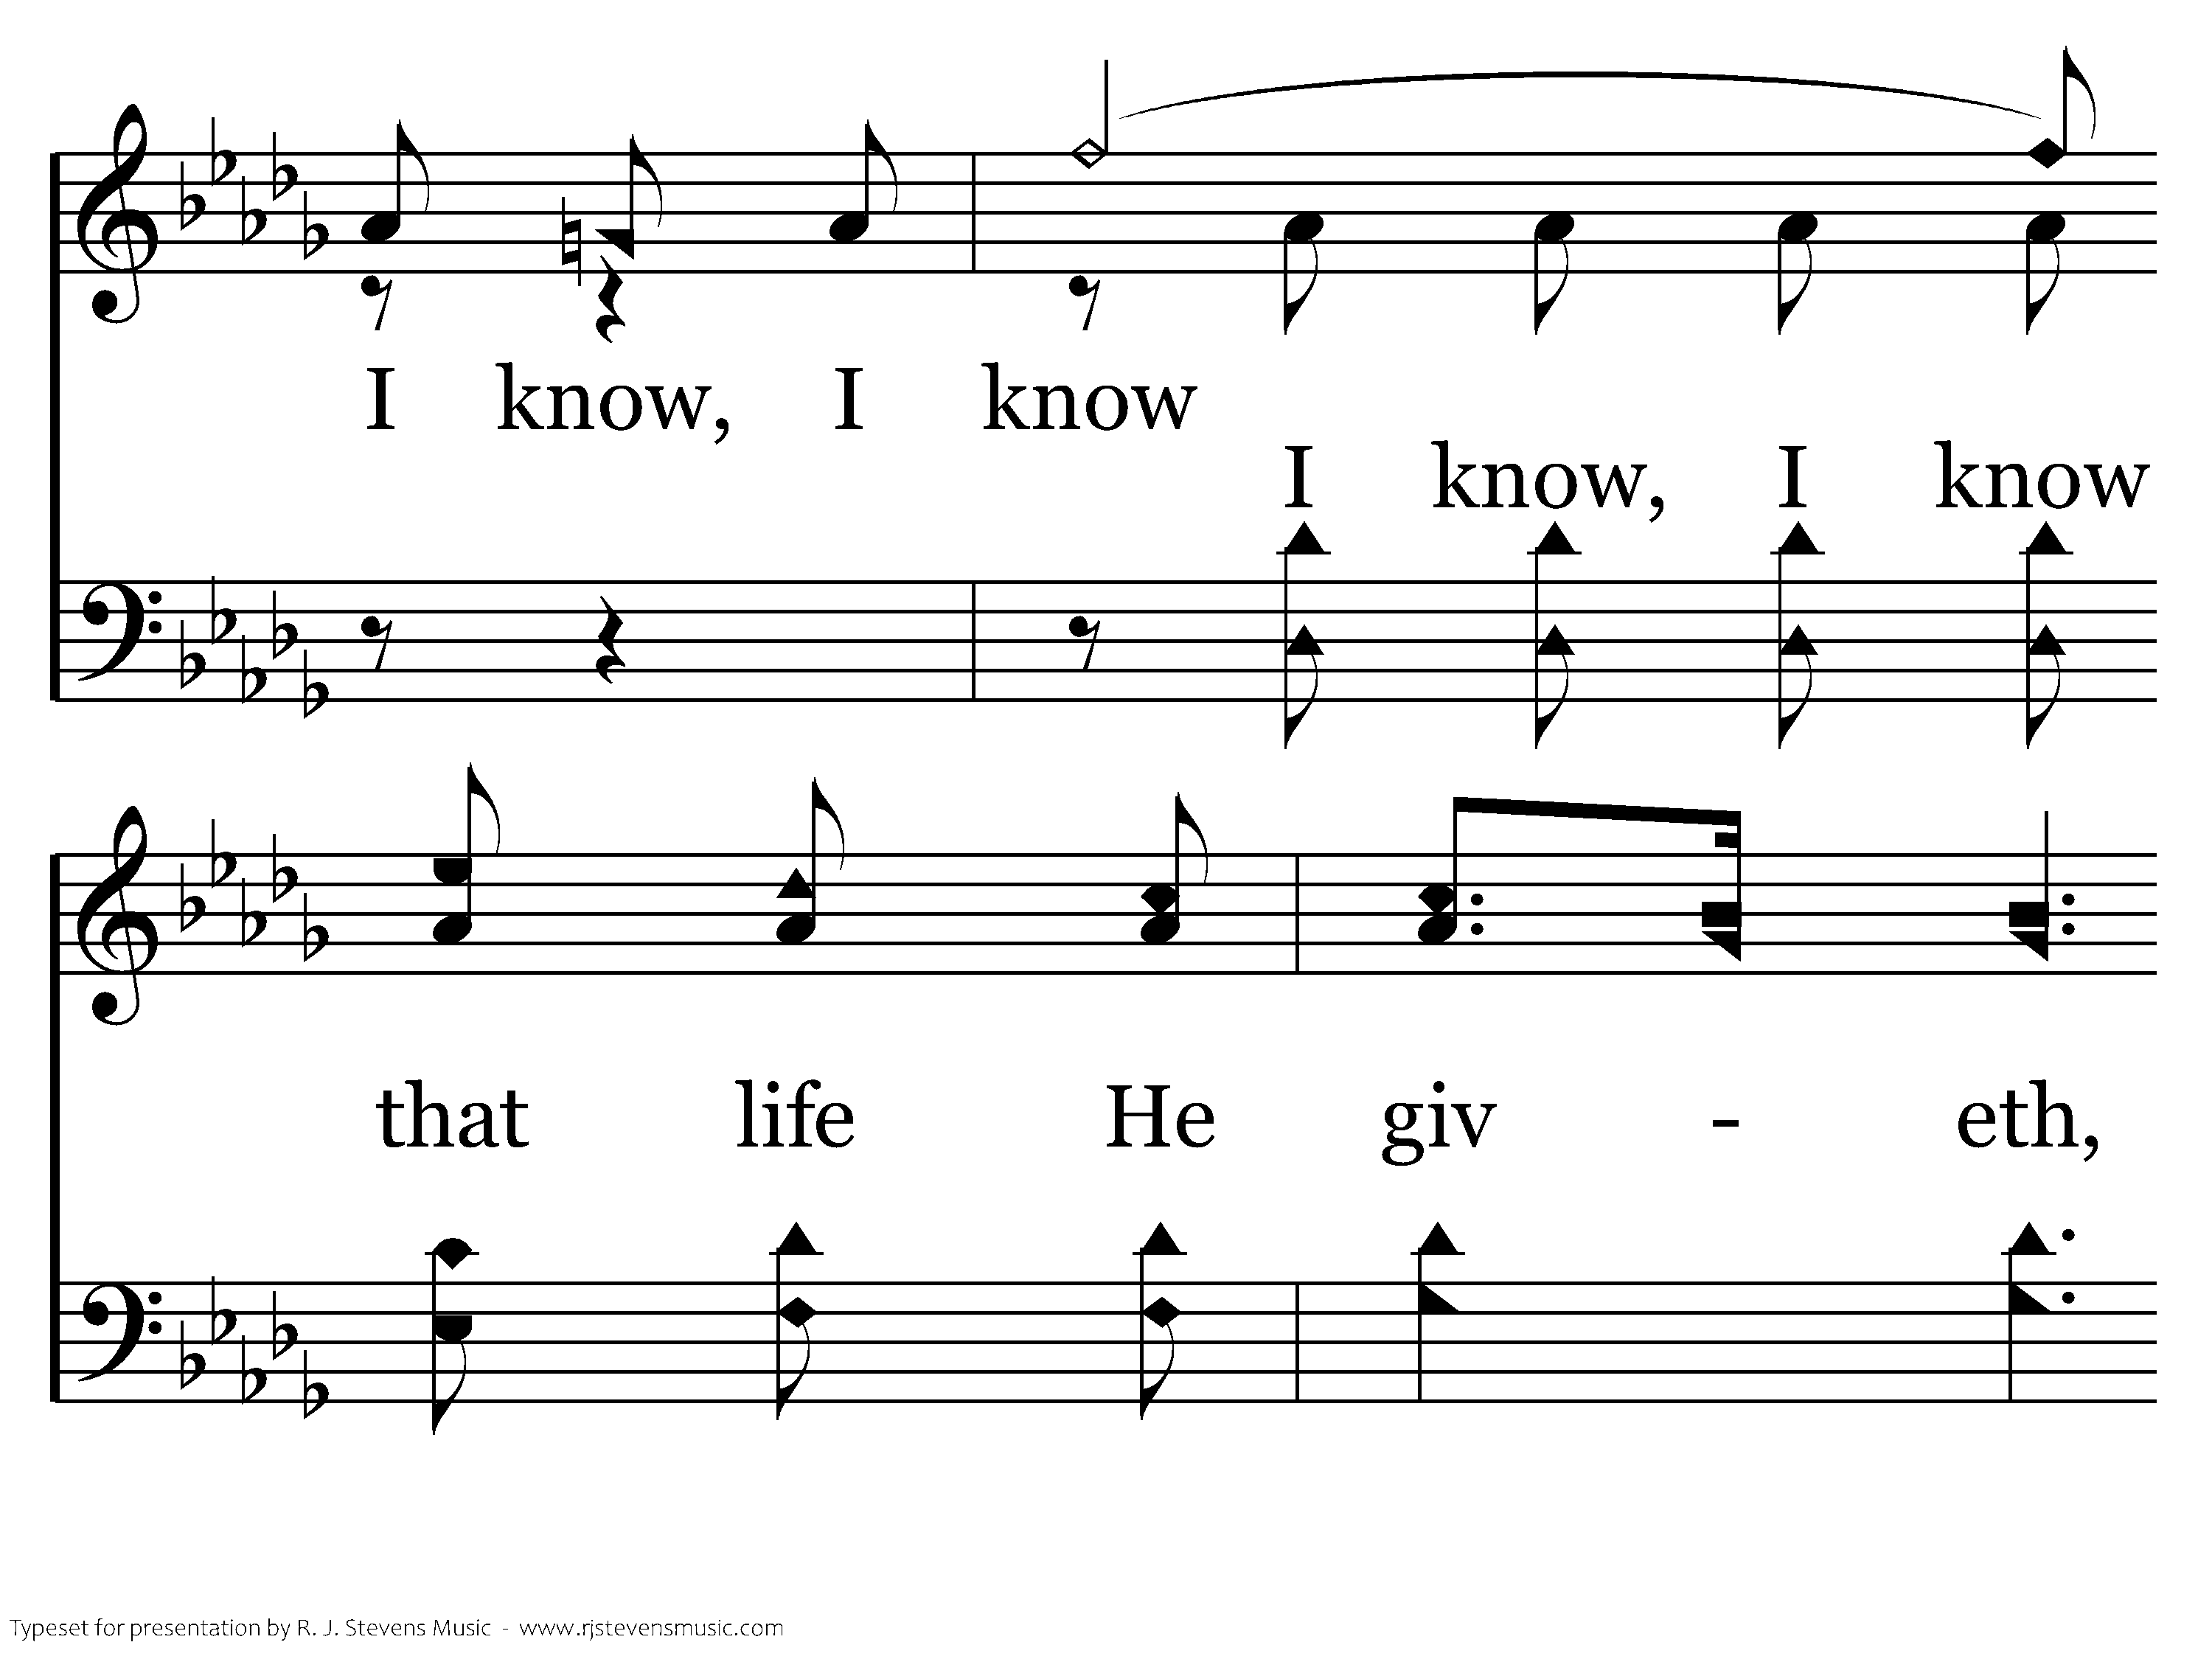 I know, I know
I know, I know
that life He giv - eth,
Typeset for presentation by R. J. Stevens Music - www.rjstevensmusic.com